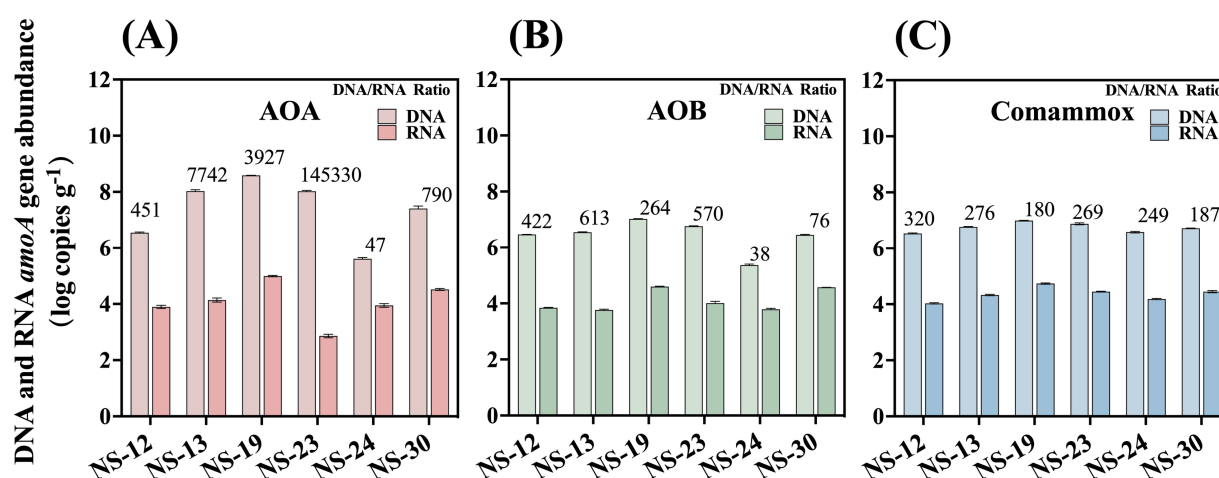 DNA and RNA amoA gene abundance
(log copies g-1)
(A)
DNA/RNA Ratio
AOA
DNA
RNA
12
10
8
6
4
2
0
451
7742
3927
145330
47
790
NS-12
NS-13
NS-19
NS-23
NS-24
NS-30
(B)
DNA/RNA Ratio
AOB
DNA
RNA
12
10
8
6
4
2
0
422
613
264
570
38
76
NS-12
NS-13
NS-19
NS-23
NS-24
NS-30
(C)
DNA/RNA Ratio
Comammox
DNA
RNA
12
10
8
6
4
2
0
320
276
180
269
249
187
NS-12
NS-13
NS-19
NS-23
NS-24
NS-30